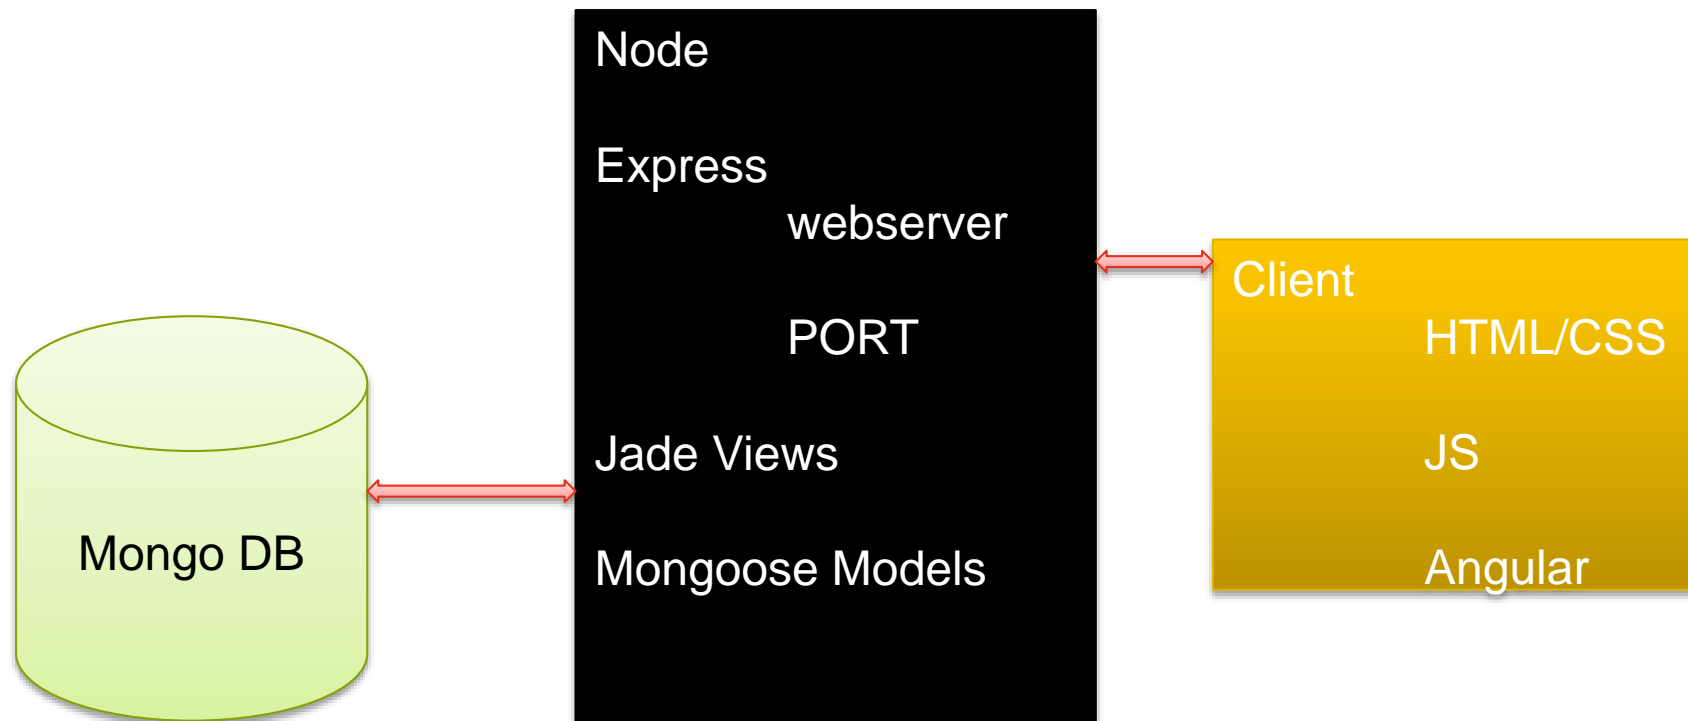 Node
Express
webserver
PORT
Jade Views
Mongoose Models
Mongo DB
Client
HTML/CSS
JS
Angular